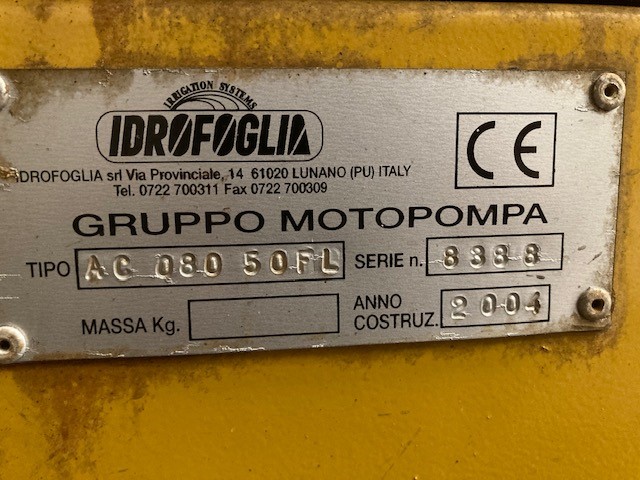 IRRIGATION SYSTEMS
IDROFOGLIA
IDROFOGLIA srl Via Provinciale, 14 61020 LUNANO (PU) ITALY
Tel. 0722 700311 Fax 0722 700309
CE
GRUPPO MOTOPOMPA
TIPO AC 080 50FL SERIE n. 8388
MASSA Kg. ANNO COSTRUZ. 2004